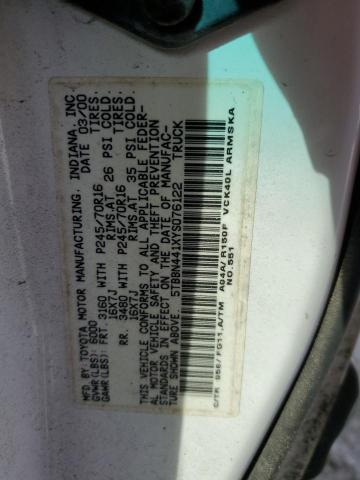 MFD. BY: TOYOTA MOTOR MANUFACTURING, INDIANA, INC.
GVWR(LBS): 6000 DATE: 03/00
GAWR(LBS): FRT. 3160 WITH P245/70R16 TIRES,
16X7J RIMS,AT 26 PSI COLD.
RR. 3480 WITH P245/70R16 TIRES,
16X7J RIMS,AT 35 PSI COLD.
THIS VEHICLE CONFORMS TO ALL APPLICABLE FEDER-
AL MOTOR VEHICLE SAFETY AND THEFT PREVENTION
STANDARDS IN EFFECT ON THE DATE OF MANUFAC-
TURE SHOWN ABOVE.
5TBBN441XYS076122 TRUCK
C/TR 056/FG11,A/TM A04A/R150F VCK40L ARMSKA
NO.551